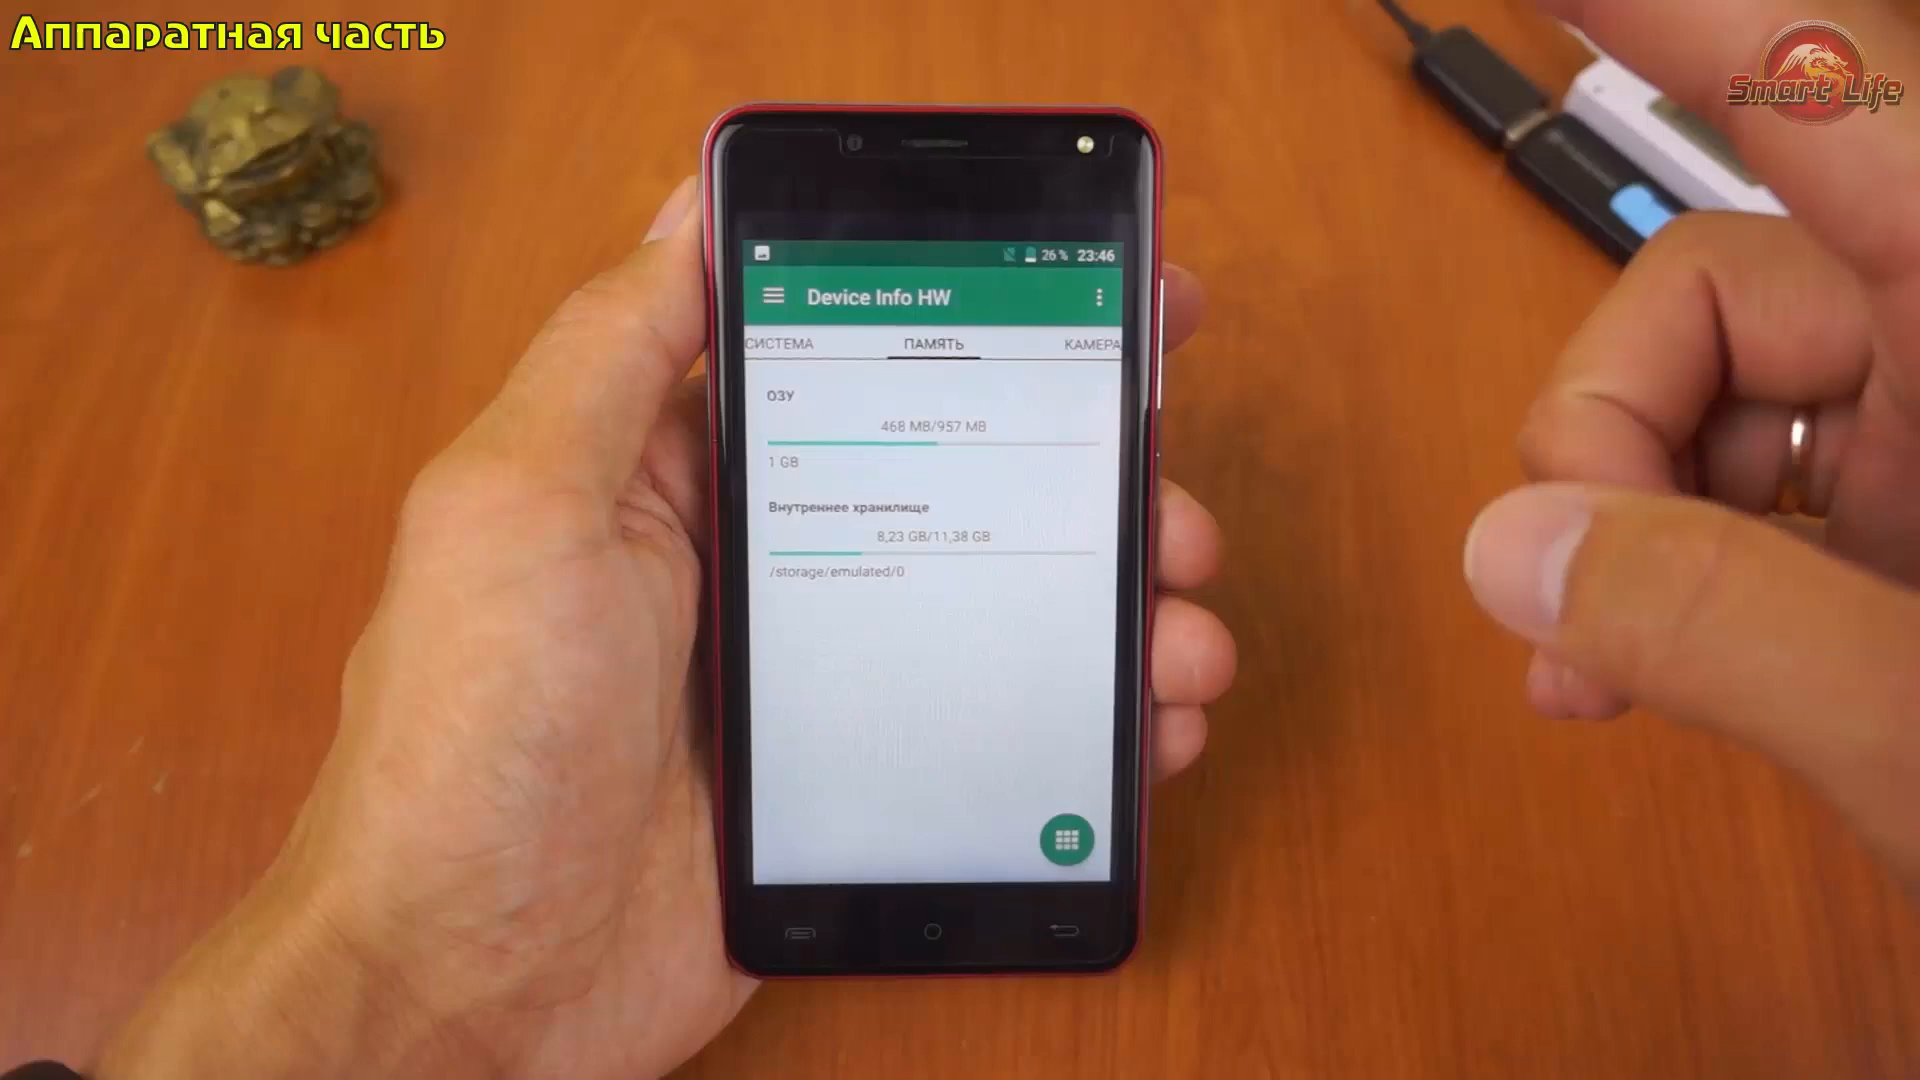 Аппаратная часть
Smart Life
26 % 23:46
Device Info HW
СИСТЕМА ПАМЯТЬ КАМЕРА
ОЗУ
468 MB/957 MB
1 GB
Внутреннее хранилище
8,23 GB/11,38 GB
/storage/emulated/0